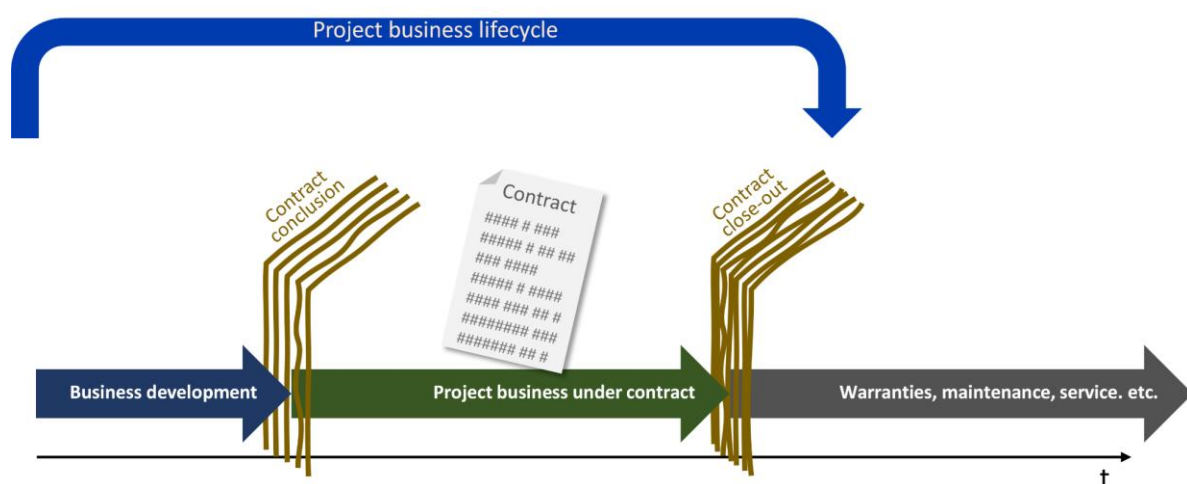 Project business lifecycle
Contract
conclusion
Contract
#### # ###
##### # ## ##
### ####
##### # ####
#### ### ## #
######## ###
####### ## #
Contract
close-out
Business development
Project business under contract
Warranties, maintenance, service. etc.
t